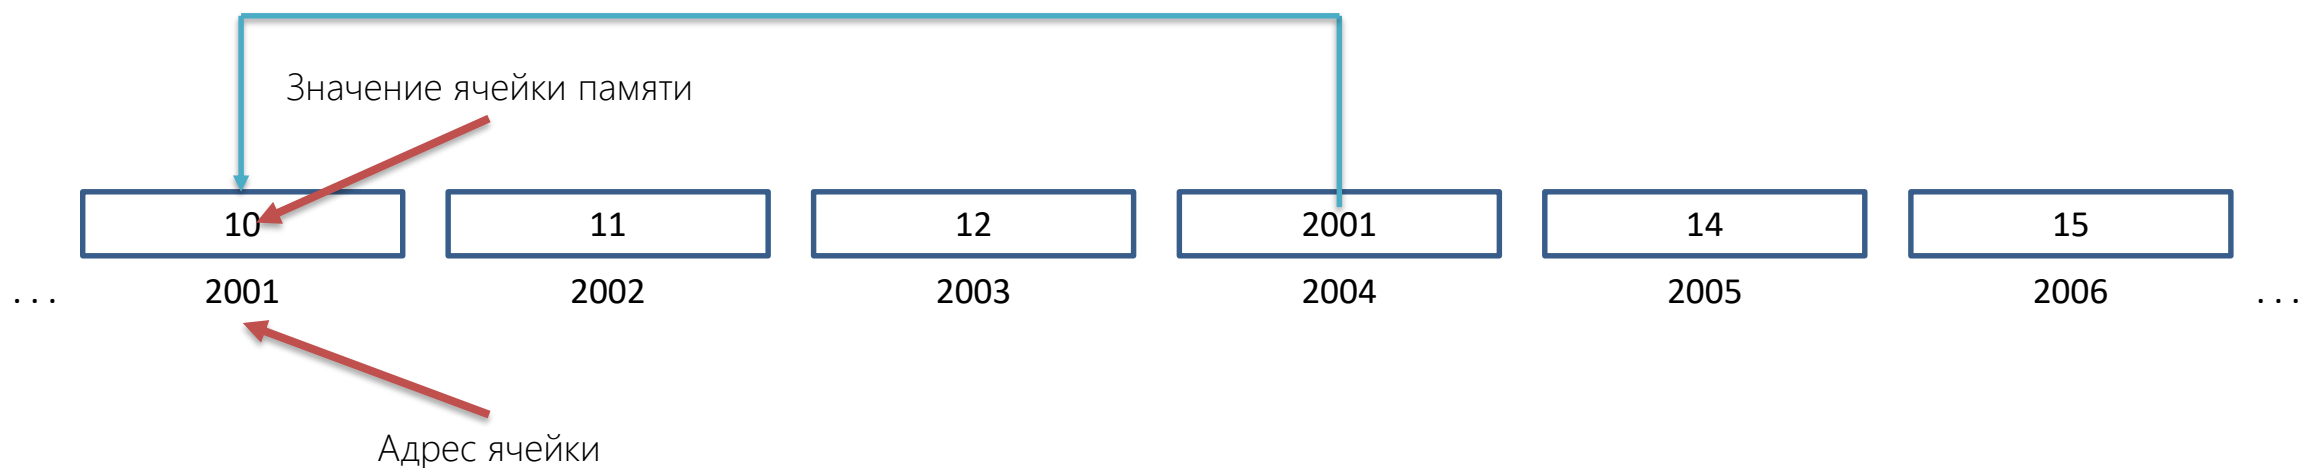 Значение ячейки памяти
10 11 12 2001 14 15
. . . 2001 2002 2003 2004 2005 2006 . . .
Адрес ячейки